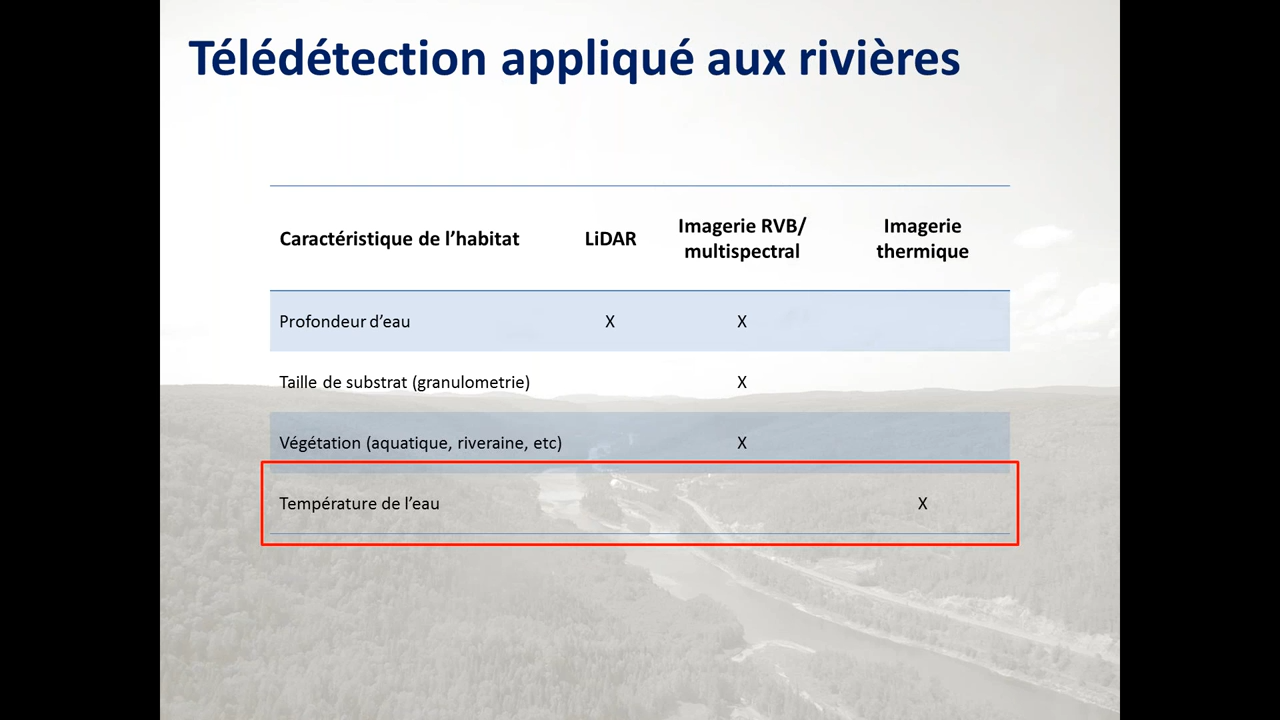 Télédétection appliqué aux rivières
Caractéristique de l’habitat LiDAR Imagerie RVB/ multispectral Imagerie thermique
Profondeur d’eau X X
Taille de substrat (granulometrie) X
Végétation (aquatique, riveraine, etc) X
Température de l’eau X